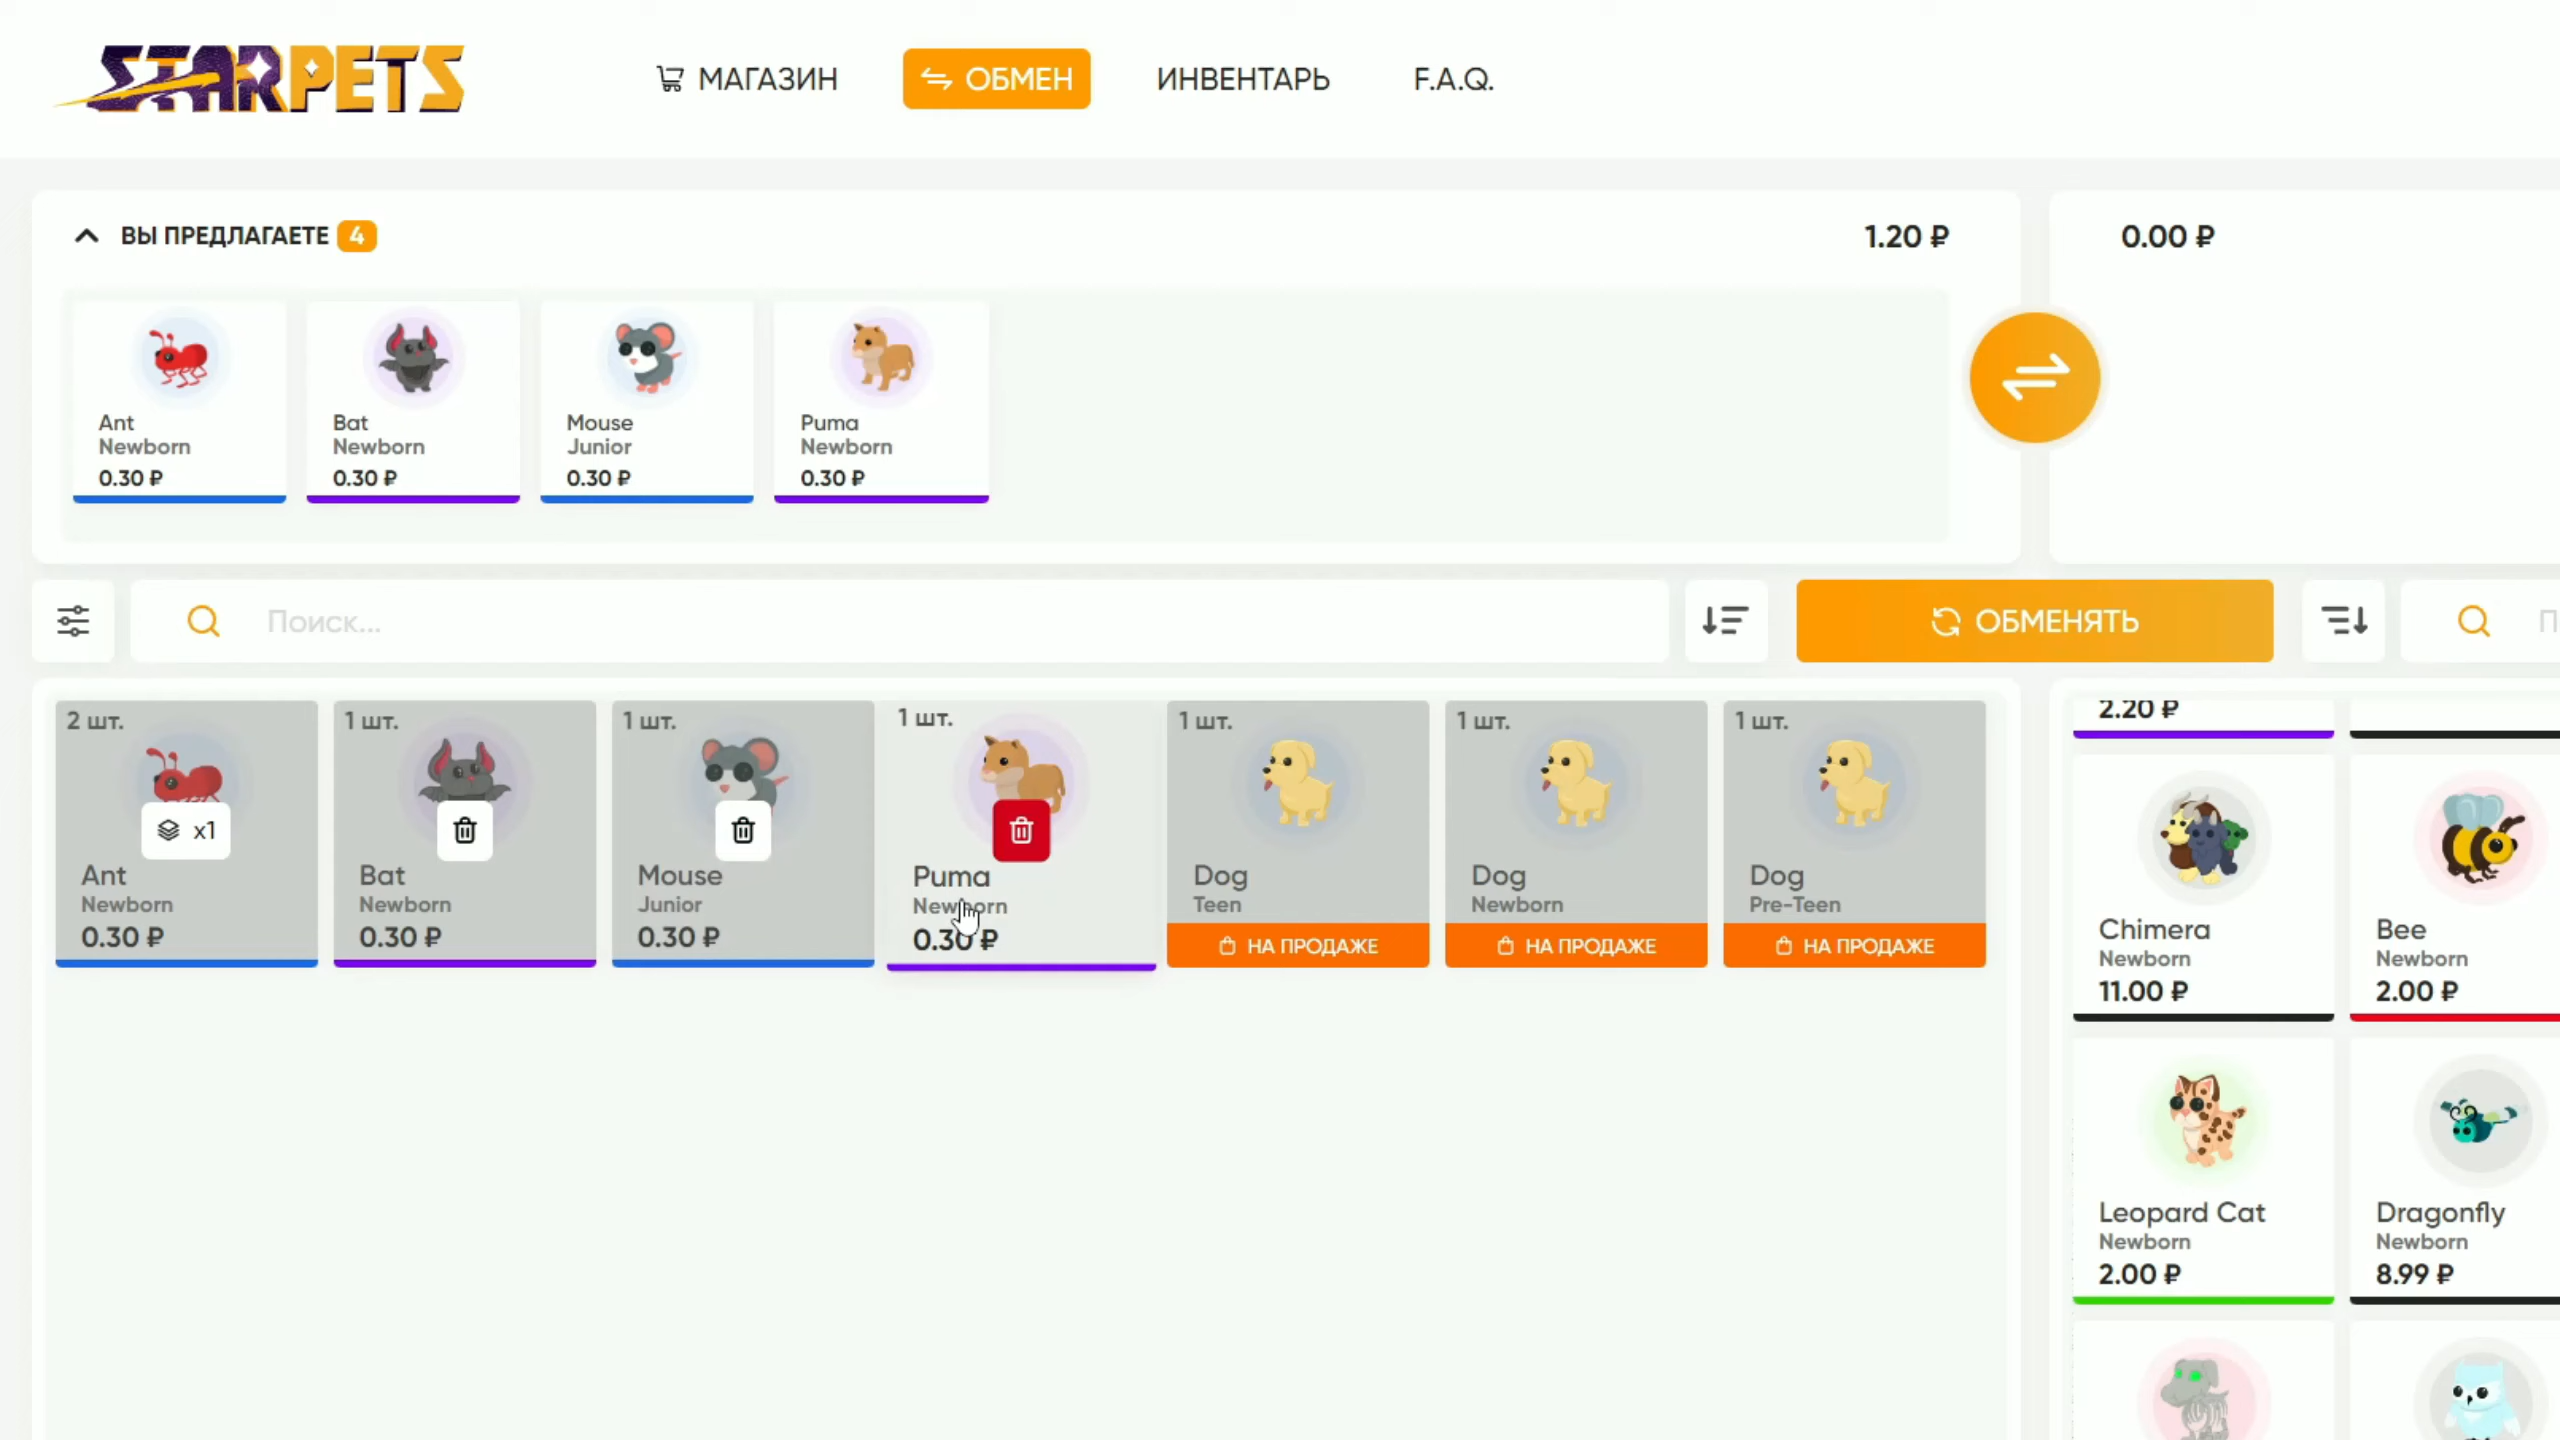 STARPETS
МАГАЗИН
ОБМЕН
ИНВЕНТАРЬ
F.A.Q.
ВЫ ПРЕДЛАГАЕТЕ 4
1.20 ₽
0.00 ₽
Ant
Newborn
0.30 ₽
Bat
Newborn
0.30 ₽
Mouse
Junior
0.30 ₽
Puma
Newborn
0.30 ₽
Поиск...
ОБМЕНЯТЬ
П
2 шт.
x1
Ant
Newborn
0.30 ₽
1 шт.
Bat
Newborn
0.30 ₽
1 шт.
Mouse
Junior
0.30 ₽
1 шт.
Puma
Newborn
0.30 ₽
1 шт.
Dog
Teen
НА ПРОДАЖЕ
1 шт.
Dog
Newborn
НА ПРОДАЖЕ
1 шт.
Dog
Pre-Teen
НА ПРОДАЖЕ
2.20 ₽
Chimera
Newborn
11.00 ₽
Bee
Newborn
2.00 ₽
Leopard Cat
Newborn
2.00 ₽
Dragonfly
Newborn
8.99 ₽